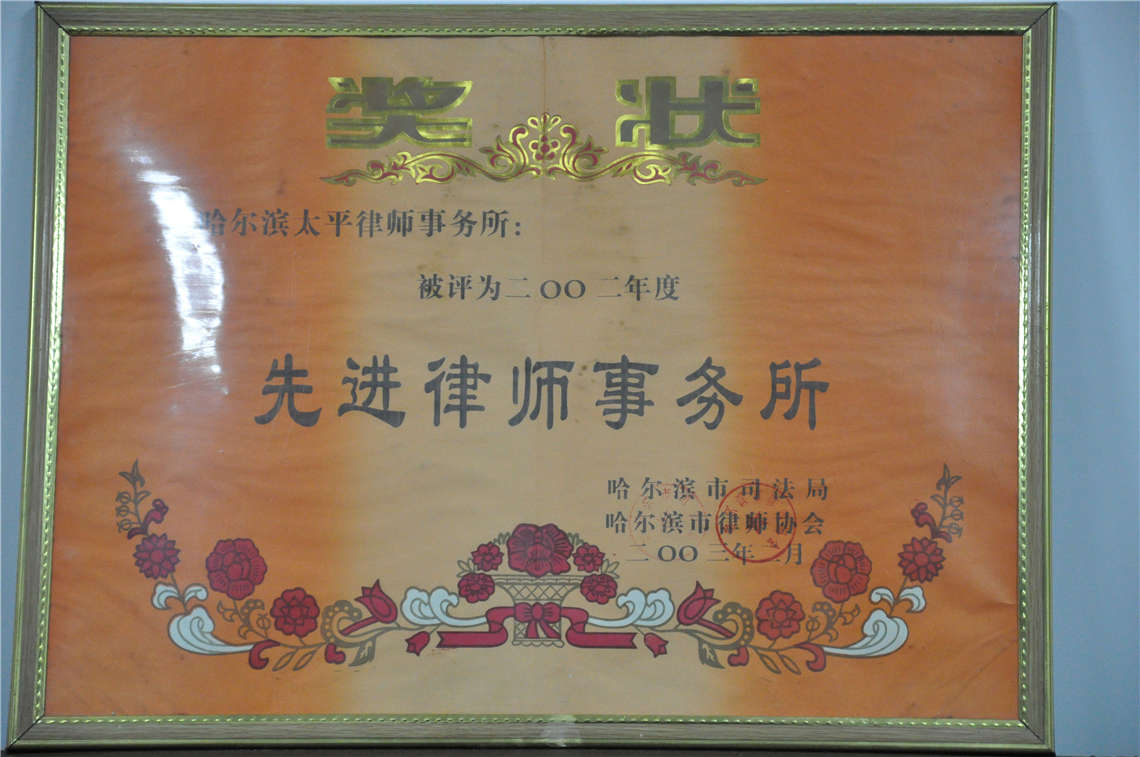 奖状
哈尔滨太平律师事务所：
被评为二OO二年度
先进律师事务所
哈尔滨市司法局
哈尔滨市律师协会
二OO三年二月